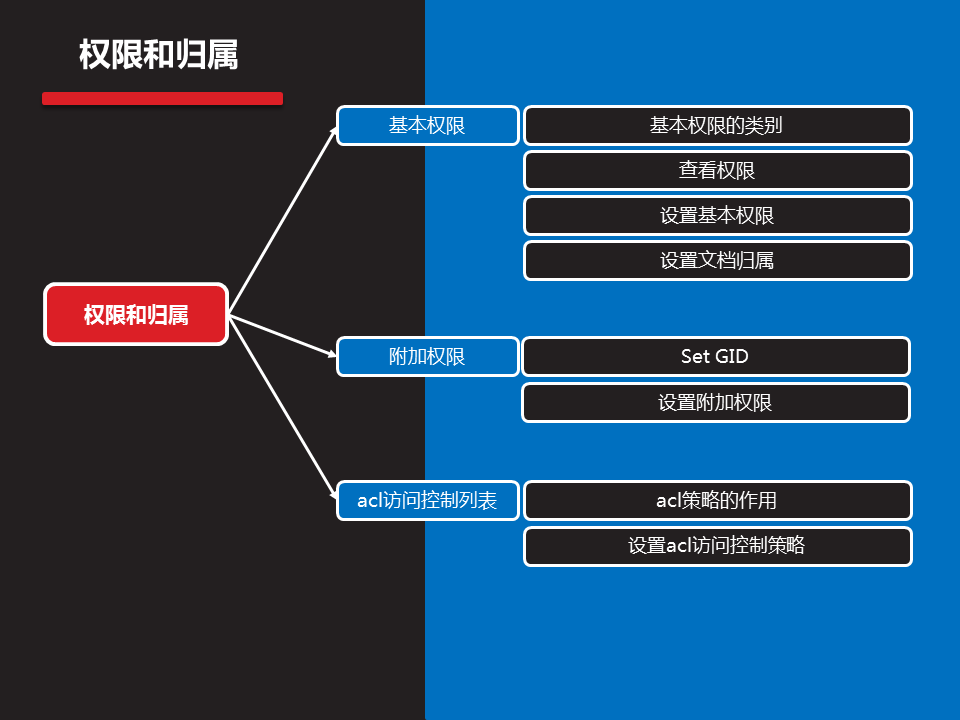 权限和归属
基本权限
基本权限的类别
查看权限
设置基本权限
设置文档归属
权限和归属
附加权限
Set GID
设置附加权限
acl访问控制列表
acl策略的作用
设置acl访问控制策略